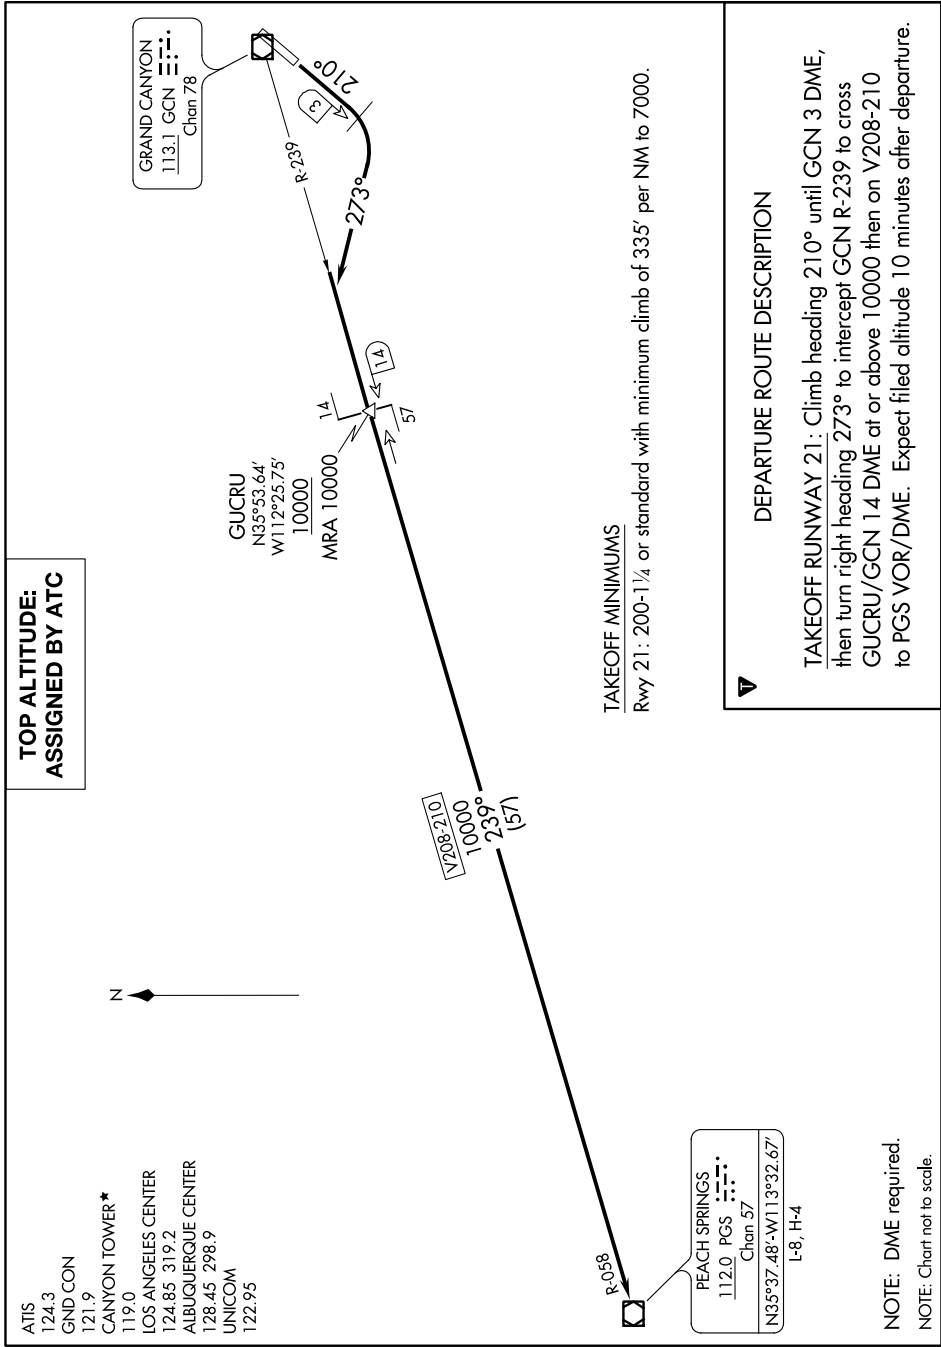 TOP ALTITUDE:
ASSIGNED BY ATC
ATIS
124.3
GND CON
121.9
CANYON TOWER★
119.0
LOS ANGELES CENTER
124.85 319.2
ALBUQUERQUE CENTER
128.45 298.9
UNICOM
122.95
N
GRAND CANYON
113.1 GCN
Chan 78
210°
3
R-239
273°
GUCRU
N35°53.64'
W112°25.75'
10000
MRA 10000
14
14
57
V208-210
10000
239°
(57)
R-058
PEACH SPRINGS
112.0 PGS
Chan 57
N35°37.48'-W113°32.67'
L-8, H-4
TAKEOFF MINIMUMS
Rwy 21: 200-1¼ or standard with minimum climb of 335' per NM to 7000.
NOTE: DME required.
NOTE: Chart not to scale.
T
DEPARTURE ROUTE DESCRIPTION
TAKEOFF RUNWAY 21: Climb heading 210° until GCN 3 DME,
then turn right heading 273° to intercept GCN R-239 to cross
GUCRU/GCN 14 DME at or above 10000 then on V208-210
to PGS VOR/DME. Expect filed altitude 10 minutes after departure.